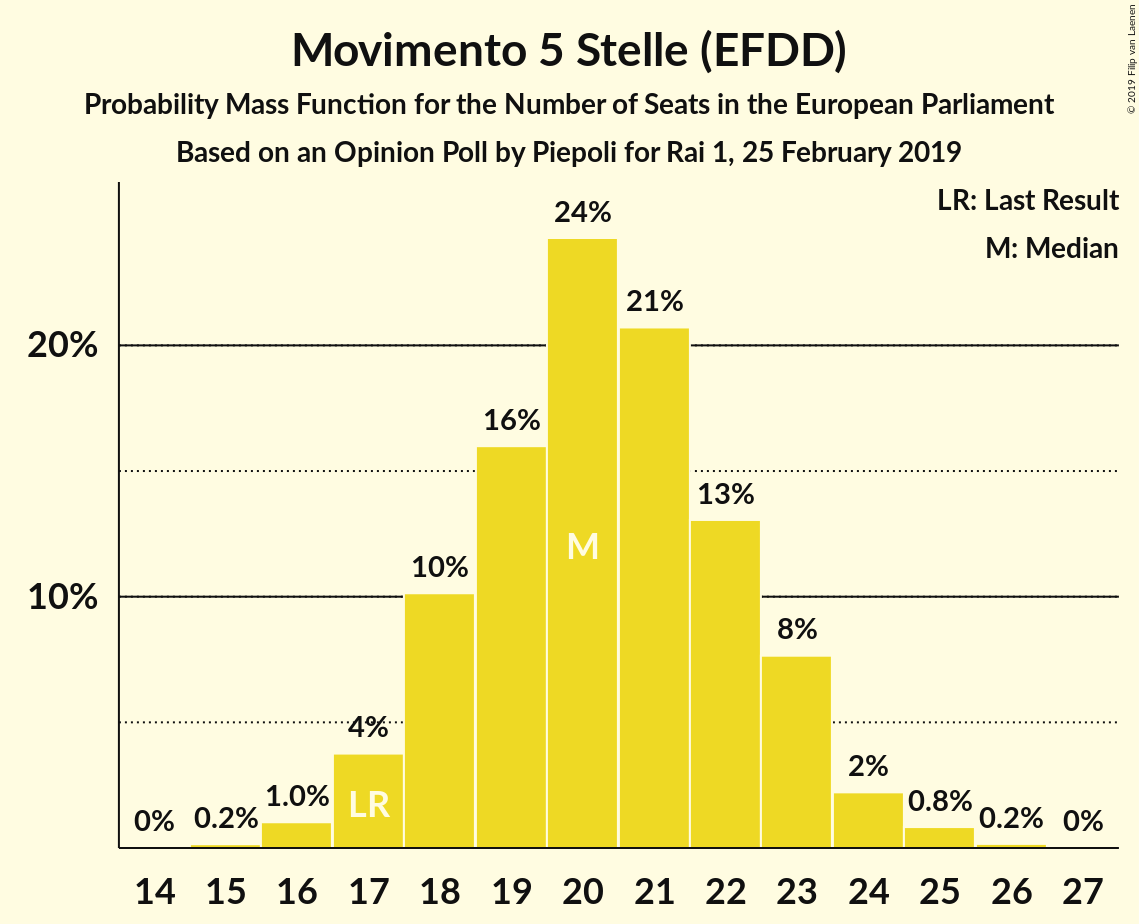 Movimento 5 Stelle (EFDD)
Probability Mass Function for the Number of Seats in the European Parliament
Based on an Opinion Poll by Piepoli for Rai 1, 25 February 2019
© 2019 Filip van Laenen
LR: Last Result
M: Median
20%
10%
0%
0.2%
1.0%
4%
10%
16%
24%
21%
13%
8%
2%
0.8%
0.2%
0%
LR
M
14 15 16 17 18 19 20 21 22 23 24 25 26 27